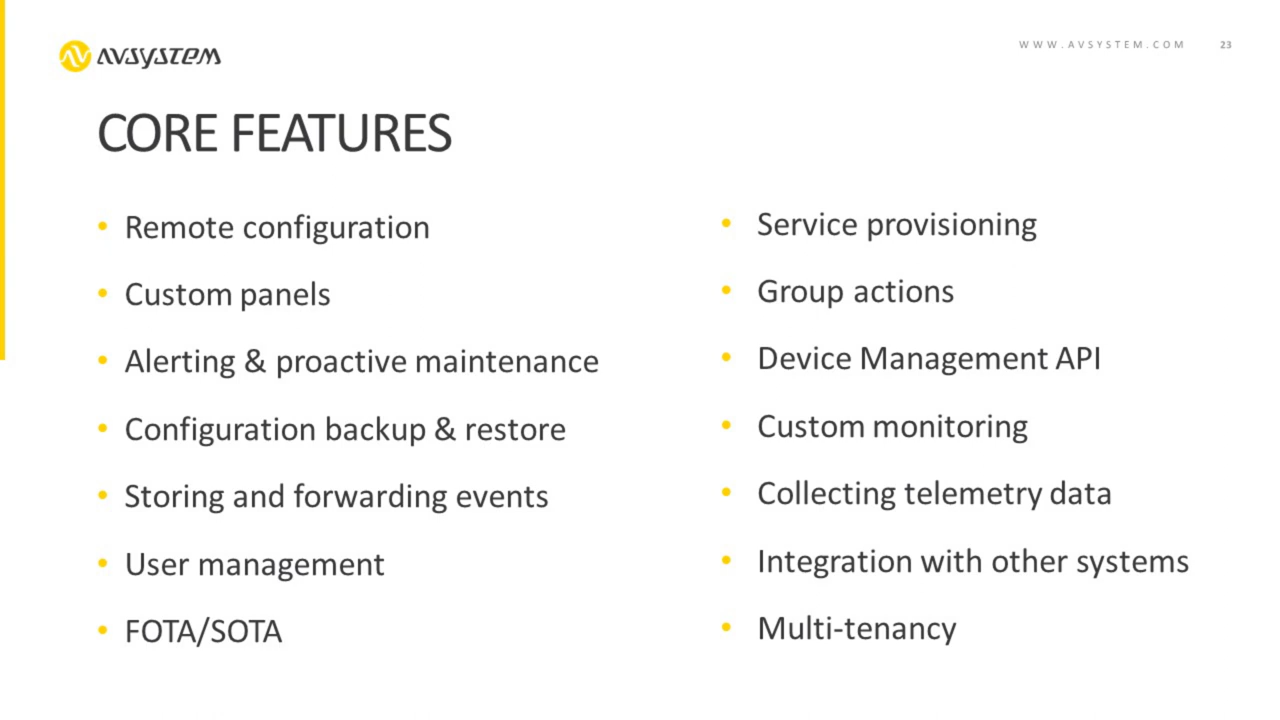 AVSYSTEM
WWW.AVSYSTEM.COM 23
CORE FEATURES
• Remote configuration
• Custom panels
• Alerting & proactive maintenance
• Configuration backup & restore
• Storing and forwarding events
• User management
• FOTA/SOTA
• Service provisioning
• Group actions
• Device Management API
• Custom monitoring
• Collecting telemetry data
• Integration with other systems
• Multi-tenancy